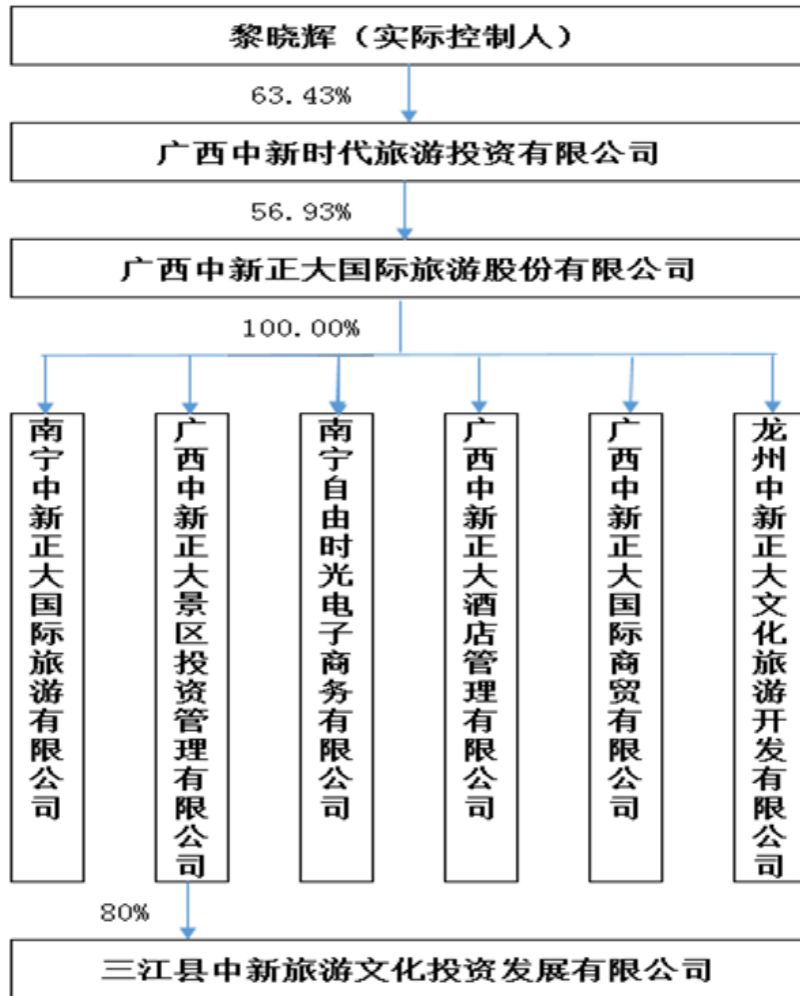 黎晓辉（实际控制人）
63.43%
广西中新时代旅游投资有限公司
56.93%
广西中新正大国际旅游股份有限公司
100.00%
南宁中新正大国际旅游有限公司
广西中新正大景区投资管理有限公司
南宁自由时光电子商务有限公司
广西中新正大酒店管理有限公司
广西中新正大国际商贸有限公司
龙州中新正大文化旅游开发有限公司
80%
三江县中新旅游文化投资发展有限公司